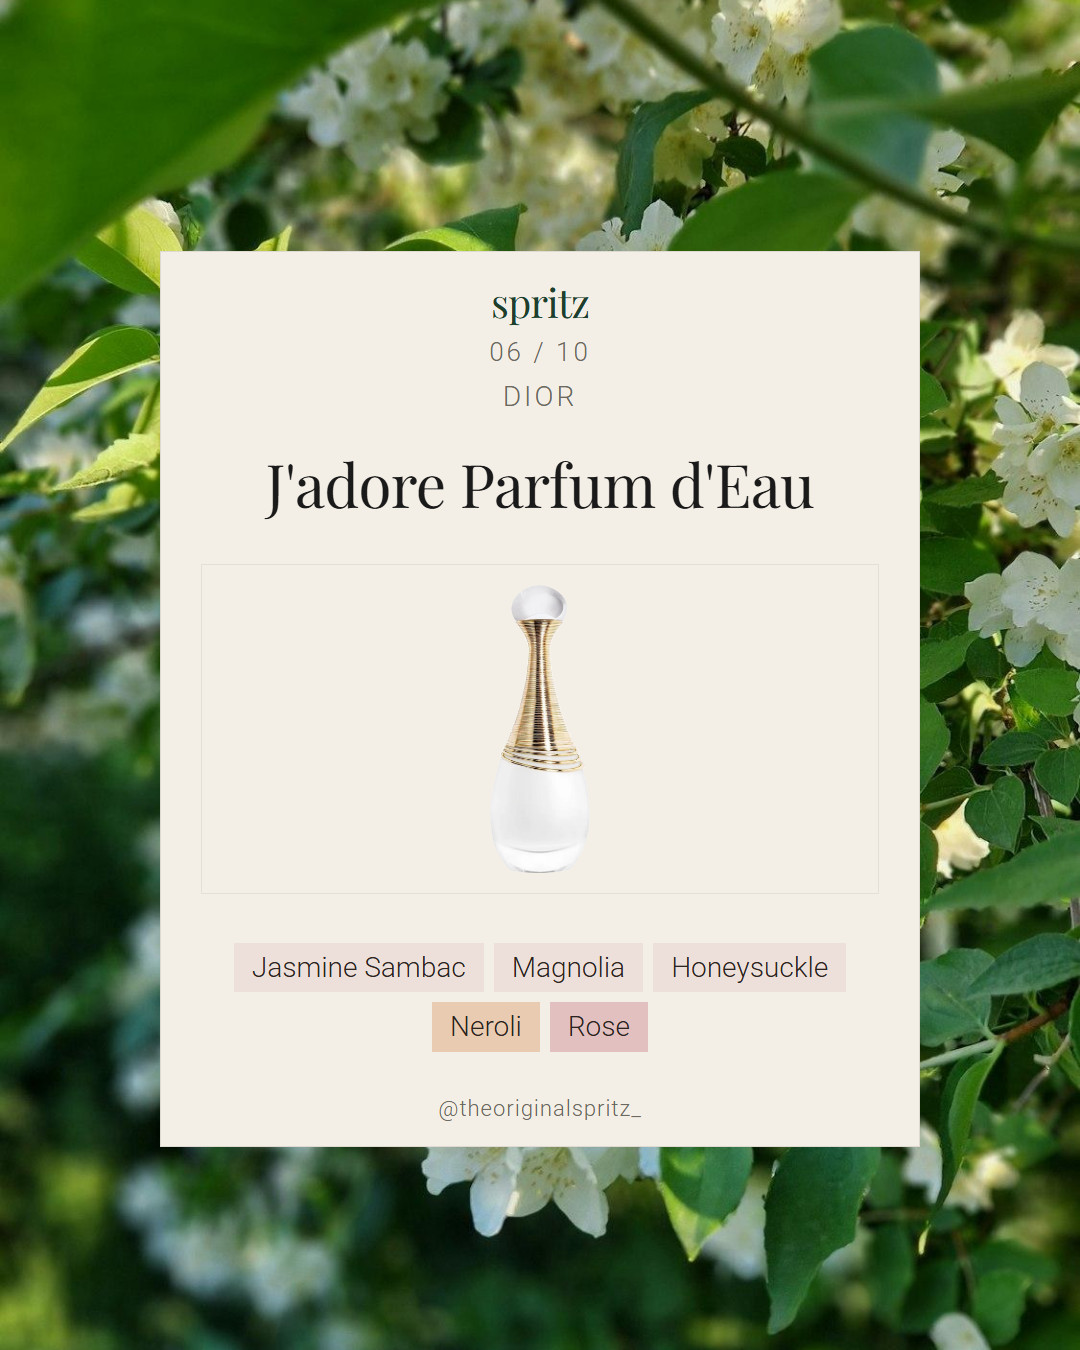 spritz
06 / 10
DIOR
J'adore Parfum d'Eau
Jasmine Sambac Magnolia Honeysuckle
Neroli Rose
@theoriginalspritz_